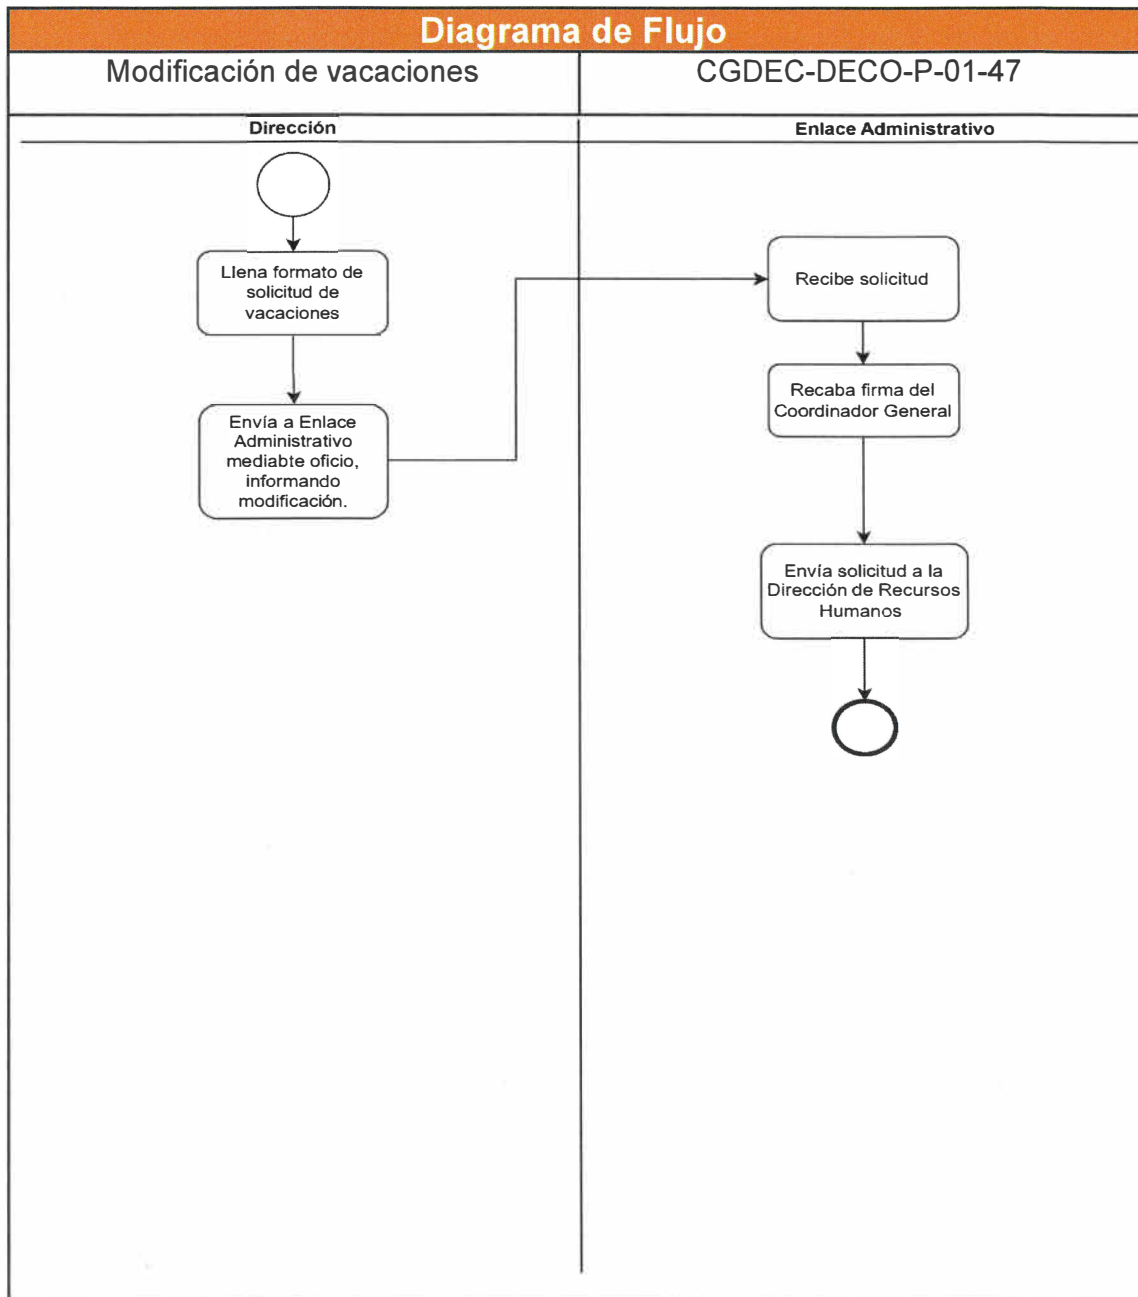 Diagrama de Flujo
Modificación de vacaciones
CGDEC-DECO-P-01-47
Dirección
Enlace Administrativo
Llena formato de
solicitud de
vacaciones
Envía a Enlace
Administrativo
mediabte oficio,
informando
modificación.
Recibe solicitud
Recaba firma del
Coordinador General
Envía solicitud a la
Dirección de Recursos
Humanos